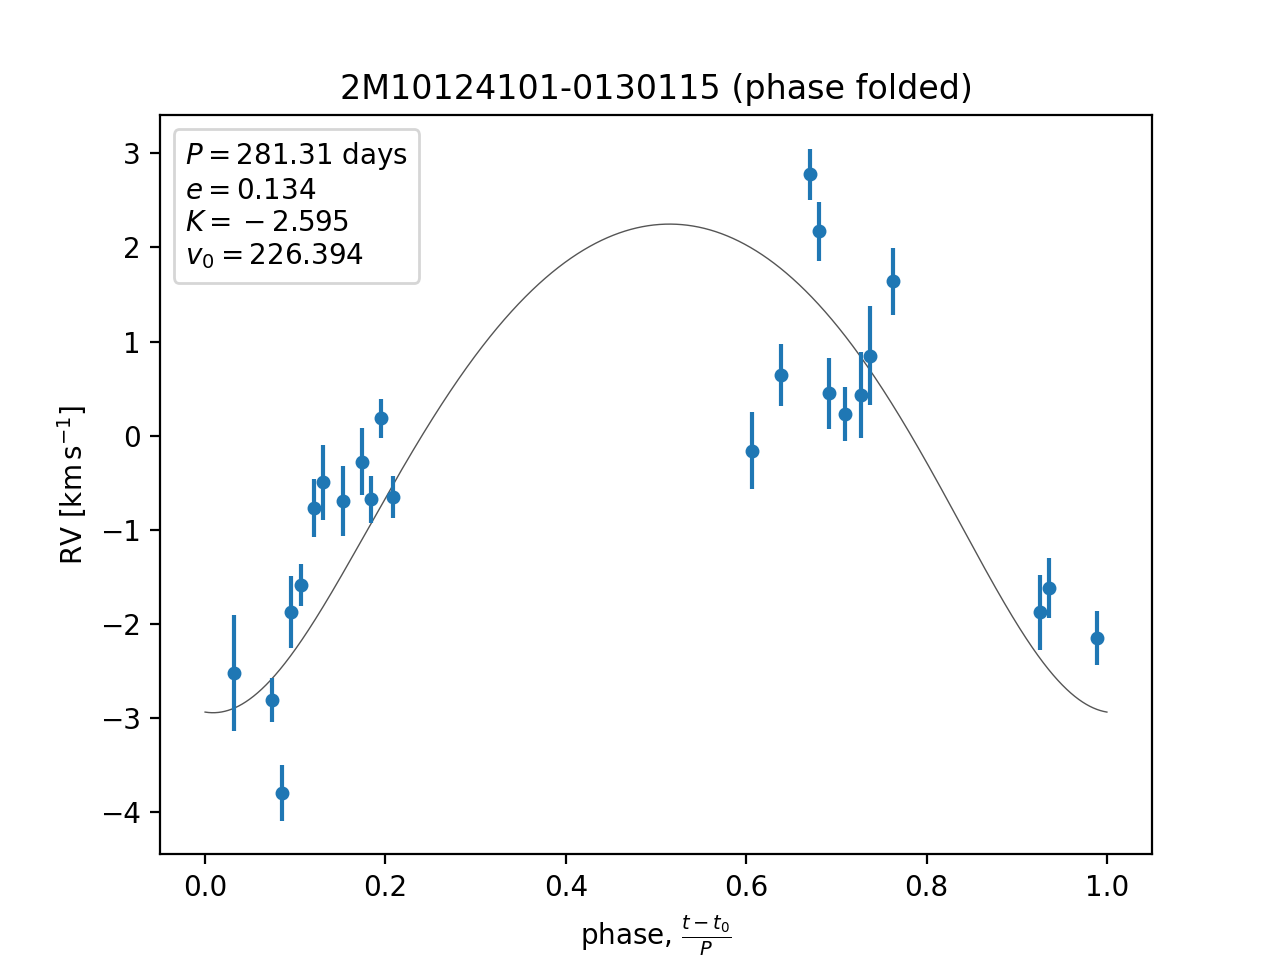 2M10124101-0130115 (phase folded)
P = 281.31 days
e = 0.134
K = −2.595
v₀ = 226.394
3
2
1
0
−1
−2
−3
−4
RV [km s⁻¹]
0.0 0.2 0.4 0.6 0.8 1.0
phase, (t − t₀)/P